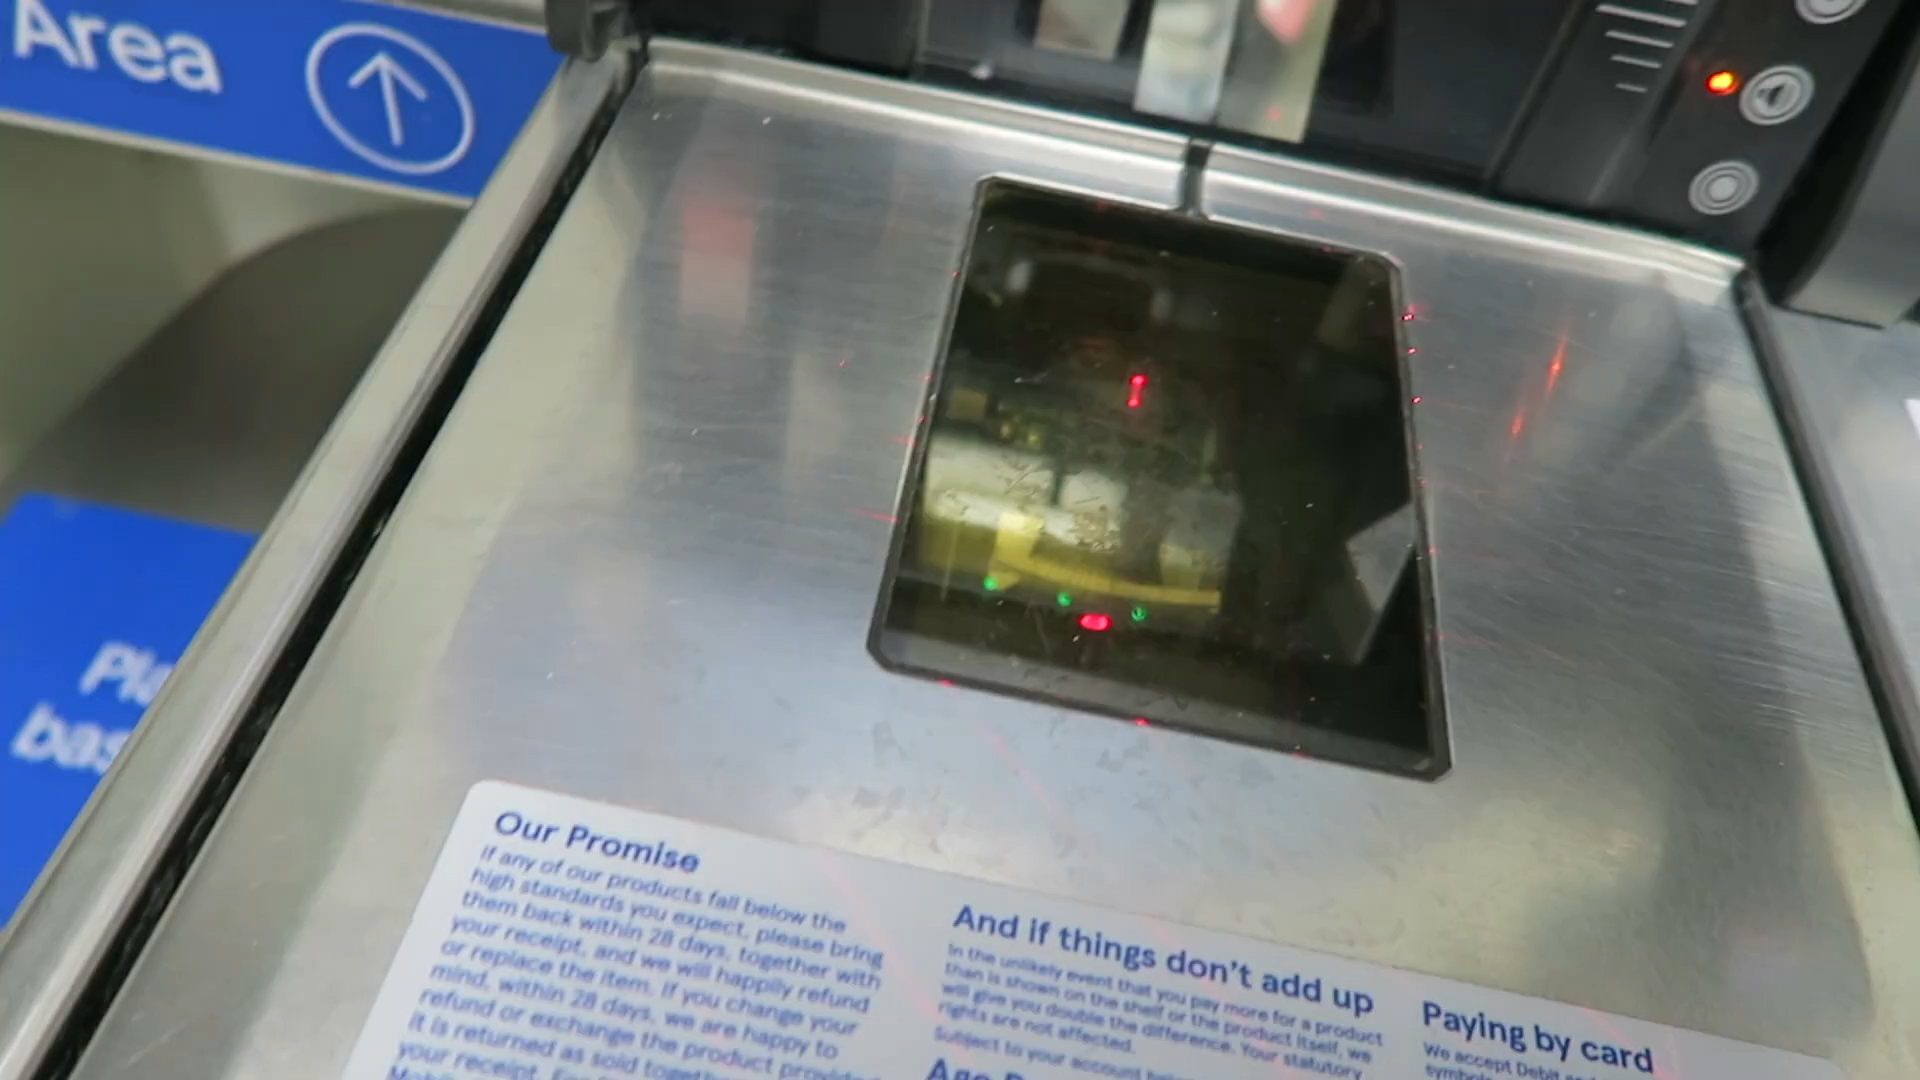 Area
Our Promise
If any of our products fall below the
high standards you expect, please bring
them back within 28 days, together with
your receipt, and we will happily refund
or replace the item. If you change your
mind, within 28 days, we are happy to
refund or exchange the product provided
it is returned as sold
your receipt.
And if things don't add up
In the unlikely event that you pay more for a product
than is shown on the shelf or the product itself, we
will give you double the difference. Your statutory
rights are not affected.
Subject to your account
Paying by card
We accept Debit